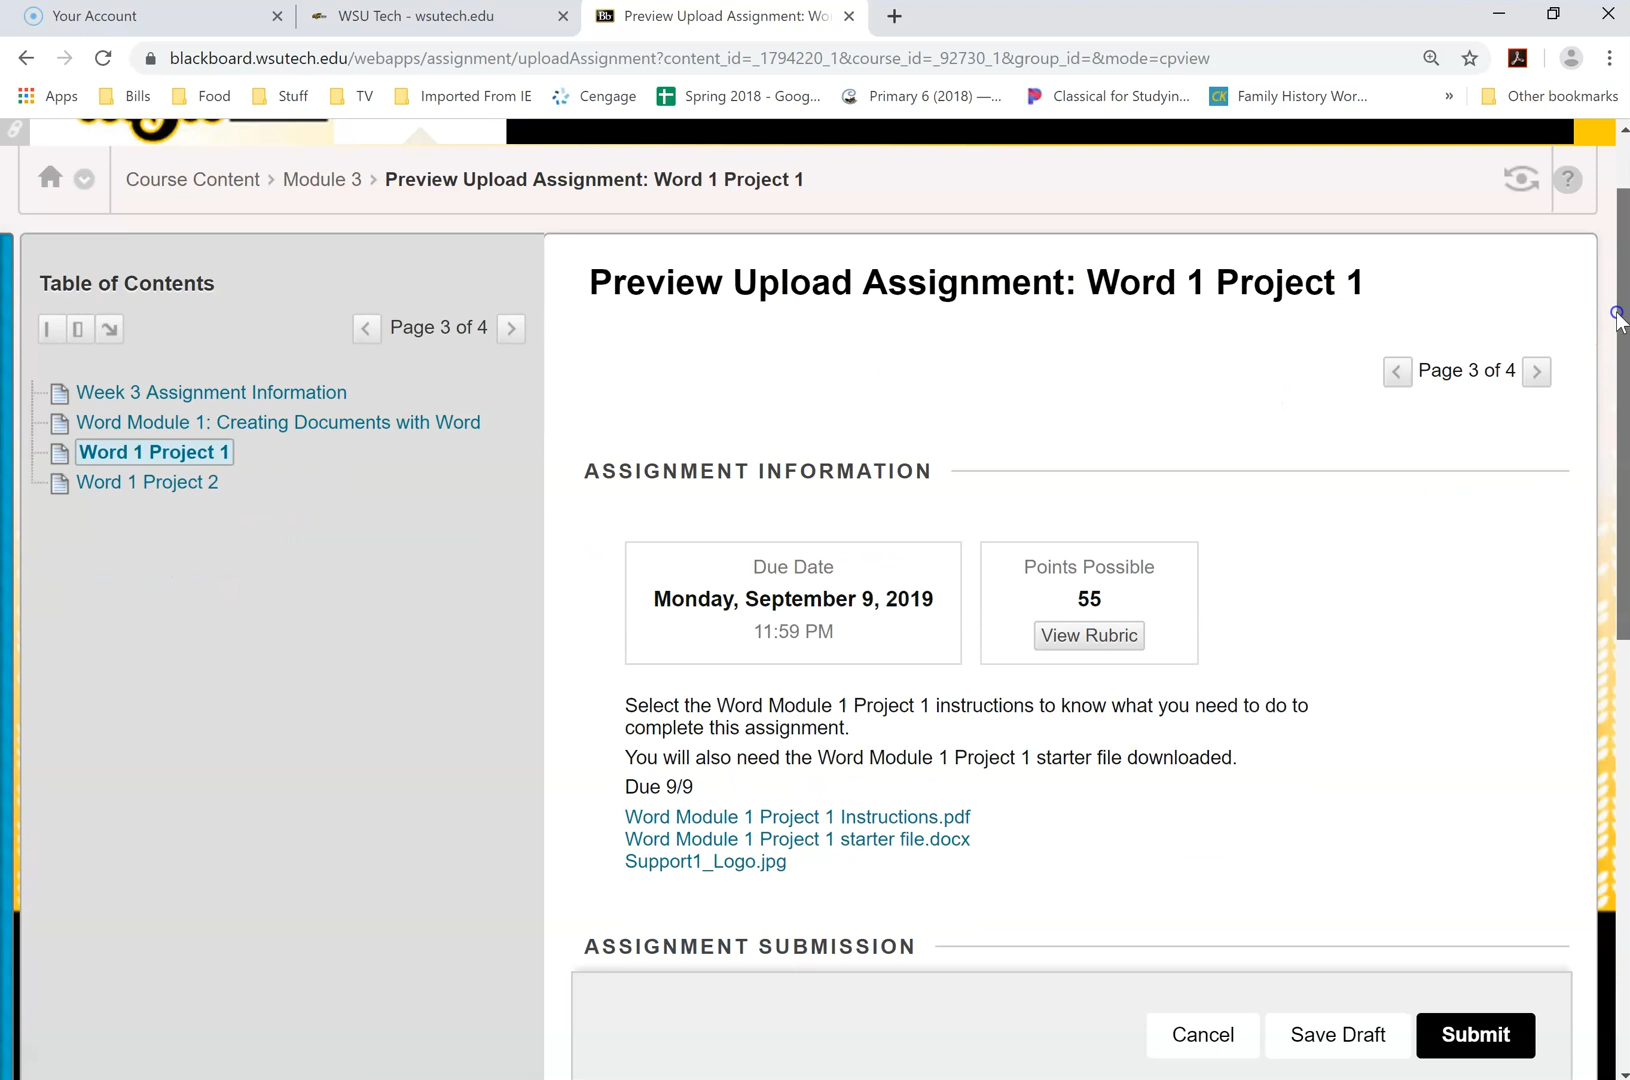 Your Account
WSU Tech - wsutech.edu
Bb Preview Upload Assignment: Wo
blackboard.wsutech.edu/webapps/assignment/uploadAssignment?content_id=_1794220_1&course_id=_92730_1&group_id=&mode=cpview
Apps Bills Food Stuff TV Imported From IE Cengage Spring 2018 - Goog... Primary 6 (2018) —... Classical for Studyin... CK Family History Wor... » Other bookmarks
Course Content > Module 3 > Preview Upload Assignment: Word 1 Project 1
?
Table of Contents
Page 3 of 4
Week 3 Assignment Information
Word Module 1: Creating Documents with Word
Word 1 Project 1
Word 1 Project 2
Preview Upload Assignment: Word 1 Project 1
Page 3 of 4
ASSIGNMENT INFORMATION
Due Date
Monday, September 9, 2019
11:59 PM
Points Possible
55
View Rubric
Select the Word Module 1 Project 1 instructions to know what you need to do to
complete this assignment.
You will also need the Word Module 1 Project 1 starter file downloaded.
Due 9/9
Word Module 1 Project 1 Instructions.pdf
Word Module 1 Project 1 starter file.docx
Support1_Logo.jpg
ASSIGNMENT SUBMISSION
Cancel Save Draft Submit